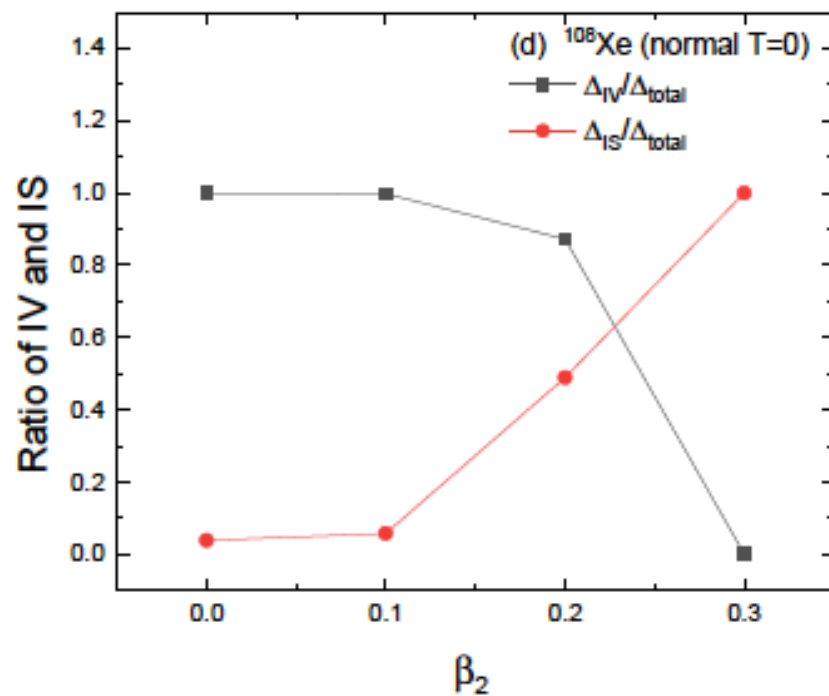 (d) ¹⁰⁸Xe (normal T=0)
Δ_IV/Δ_total
Δ_IS/Δ_total
Ratio of IV and IS
1.4
1.2
1.0
0.8
0.6
0.4
0.2
0.0
0.0 0.1 0.2 0.3
β₂